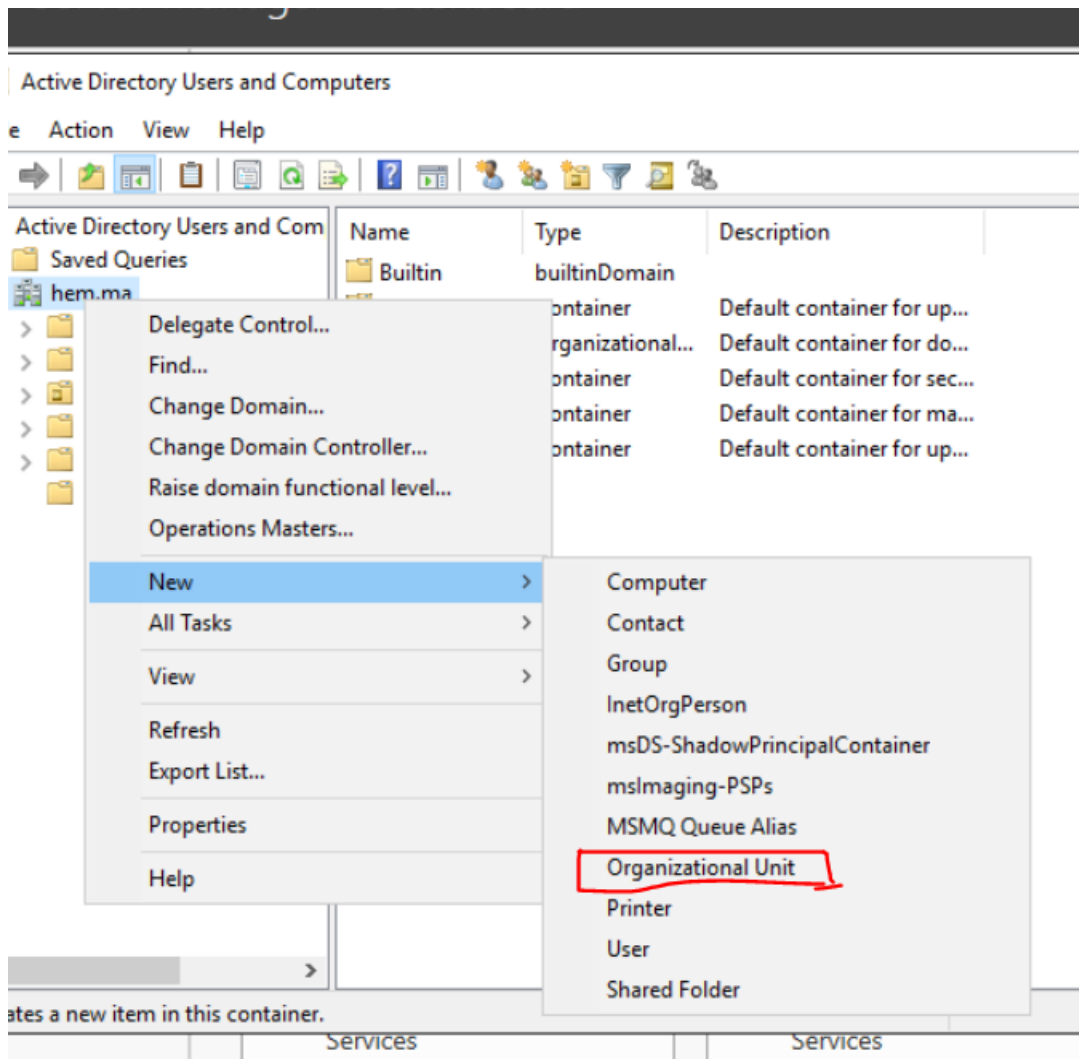 Active Directory Users and Computers
e Action View Help
Active Directory Users and Com
Saved Queries
hem.ma
Name Type Description
Builtin builtinDomain
ontainer Default container for up...
rganizational... Default container for do...
ontainer Default container for sec...
ontainer Default container for ma...
ontainer Default container for up...
Delegate Control...
Find...
Change Domain...
Change Domain Controller...
Raise domain functional level...
Operations Masters...
New
All Tasks
View
Refresh
Export List...
Properties
Help
Computer
Contact
Group
InetOrgPerson
msDS-ShadowPrincipalContainer
msImaging-PSPs
MSMQ Queue Alias
Organizational Unit
Printer
User
Shared Folder
ates a new item in this container.
Services Services